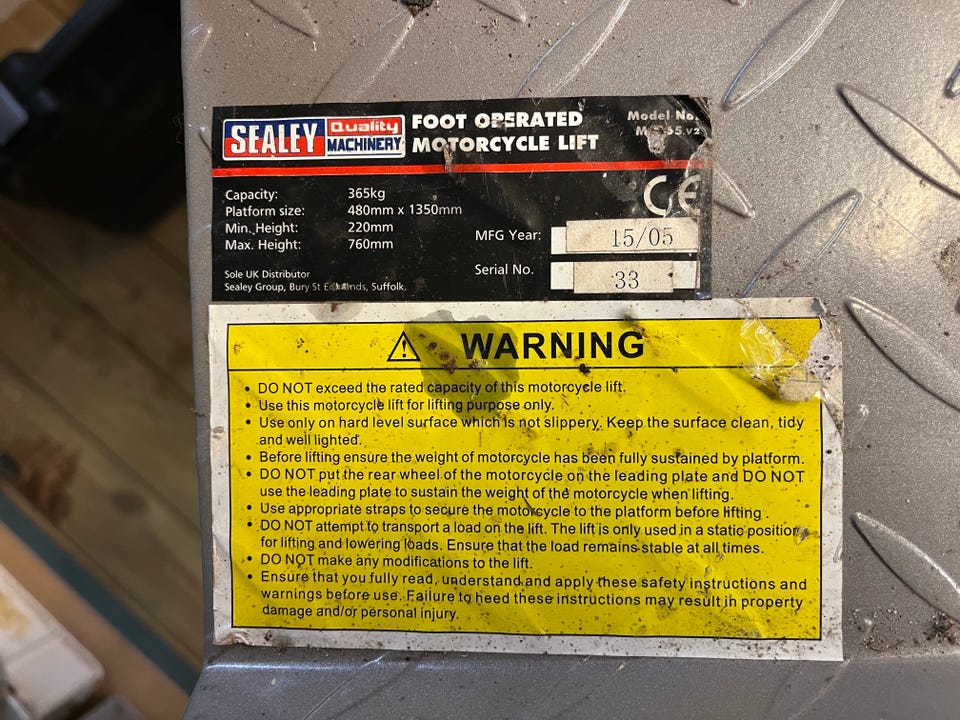 SEALEY Quality MACHINERY
FOOT OPERATED
MOTORCYCLE LIFT
Model No.
Capacity: 365kg
Platform size: 480mm x 1350mm
Min. Height: 220mm
Max. Height: 760mm
CE
MFG Year: 15/05
Serial No. 33
Sole UK Distributor
Sealey Group, Bury St Edmunds, Suffolk.
WARNING
• DO NOT exceed the rated capacity of this motorcycle lift.
• Use this motorcycle lift for lifting purpose only.
• Use only on hard level surface which is not slippery. Keep the surface clean, tidy
and well lighted.
• Before lifting ensure the weight of motorcycle has been fully sustained by platform.
• DO NOT put the rear wheel of the motorcycle on the leading plate and DO NOT
use the leading plate to sustain the weight of the motorcycle when lifting.
• Use appropriate straps to secure the motorcycle to the platform before lifting .
• DO NOT attempt to transport a load on the lift. The lift is only used in a static position
for lifting and lowering loads. Ensure that the load remains stable at all times.
• DO NOT make any modifications to the lift.
• Ensure that you fully read, understand and apply these safety instructions and
warnings before use. Failure to heed these instructions may result in property
damage and/or personal injury.